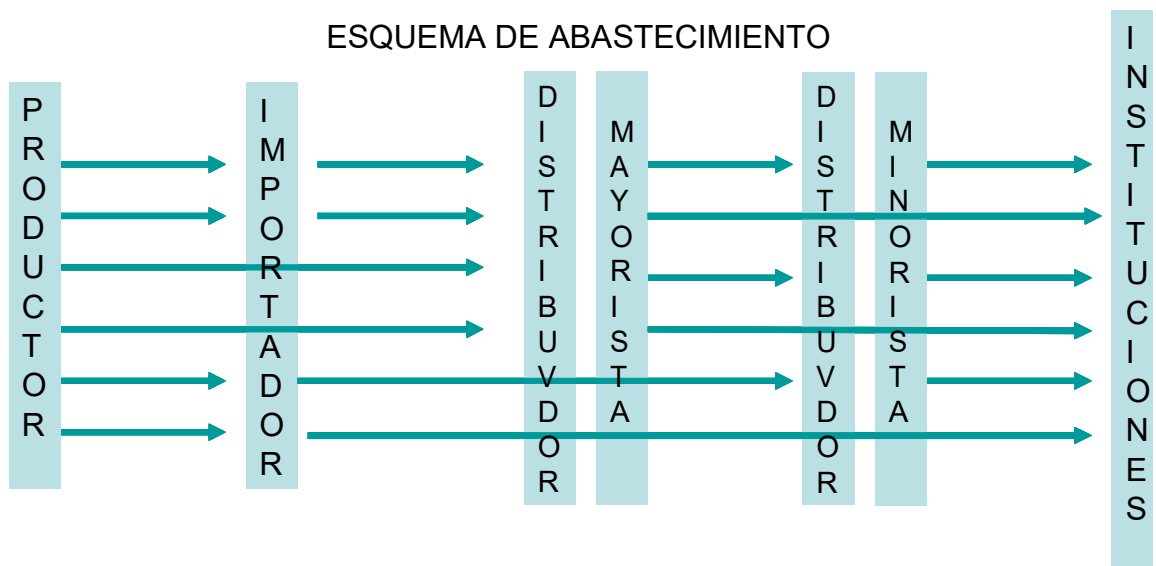 ESQUEMA DE ABASTECIMIENTO
PRODUCTOR
IMPORTADOR
DISTRIBUVDOR
MAYORISTA
DISTRIBUVDOR
MINORISTA
INSTITUCIONES